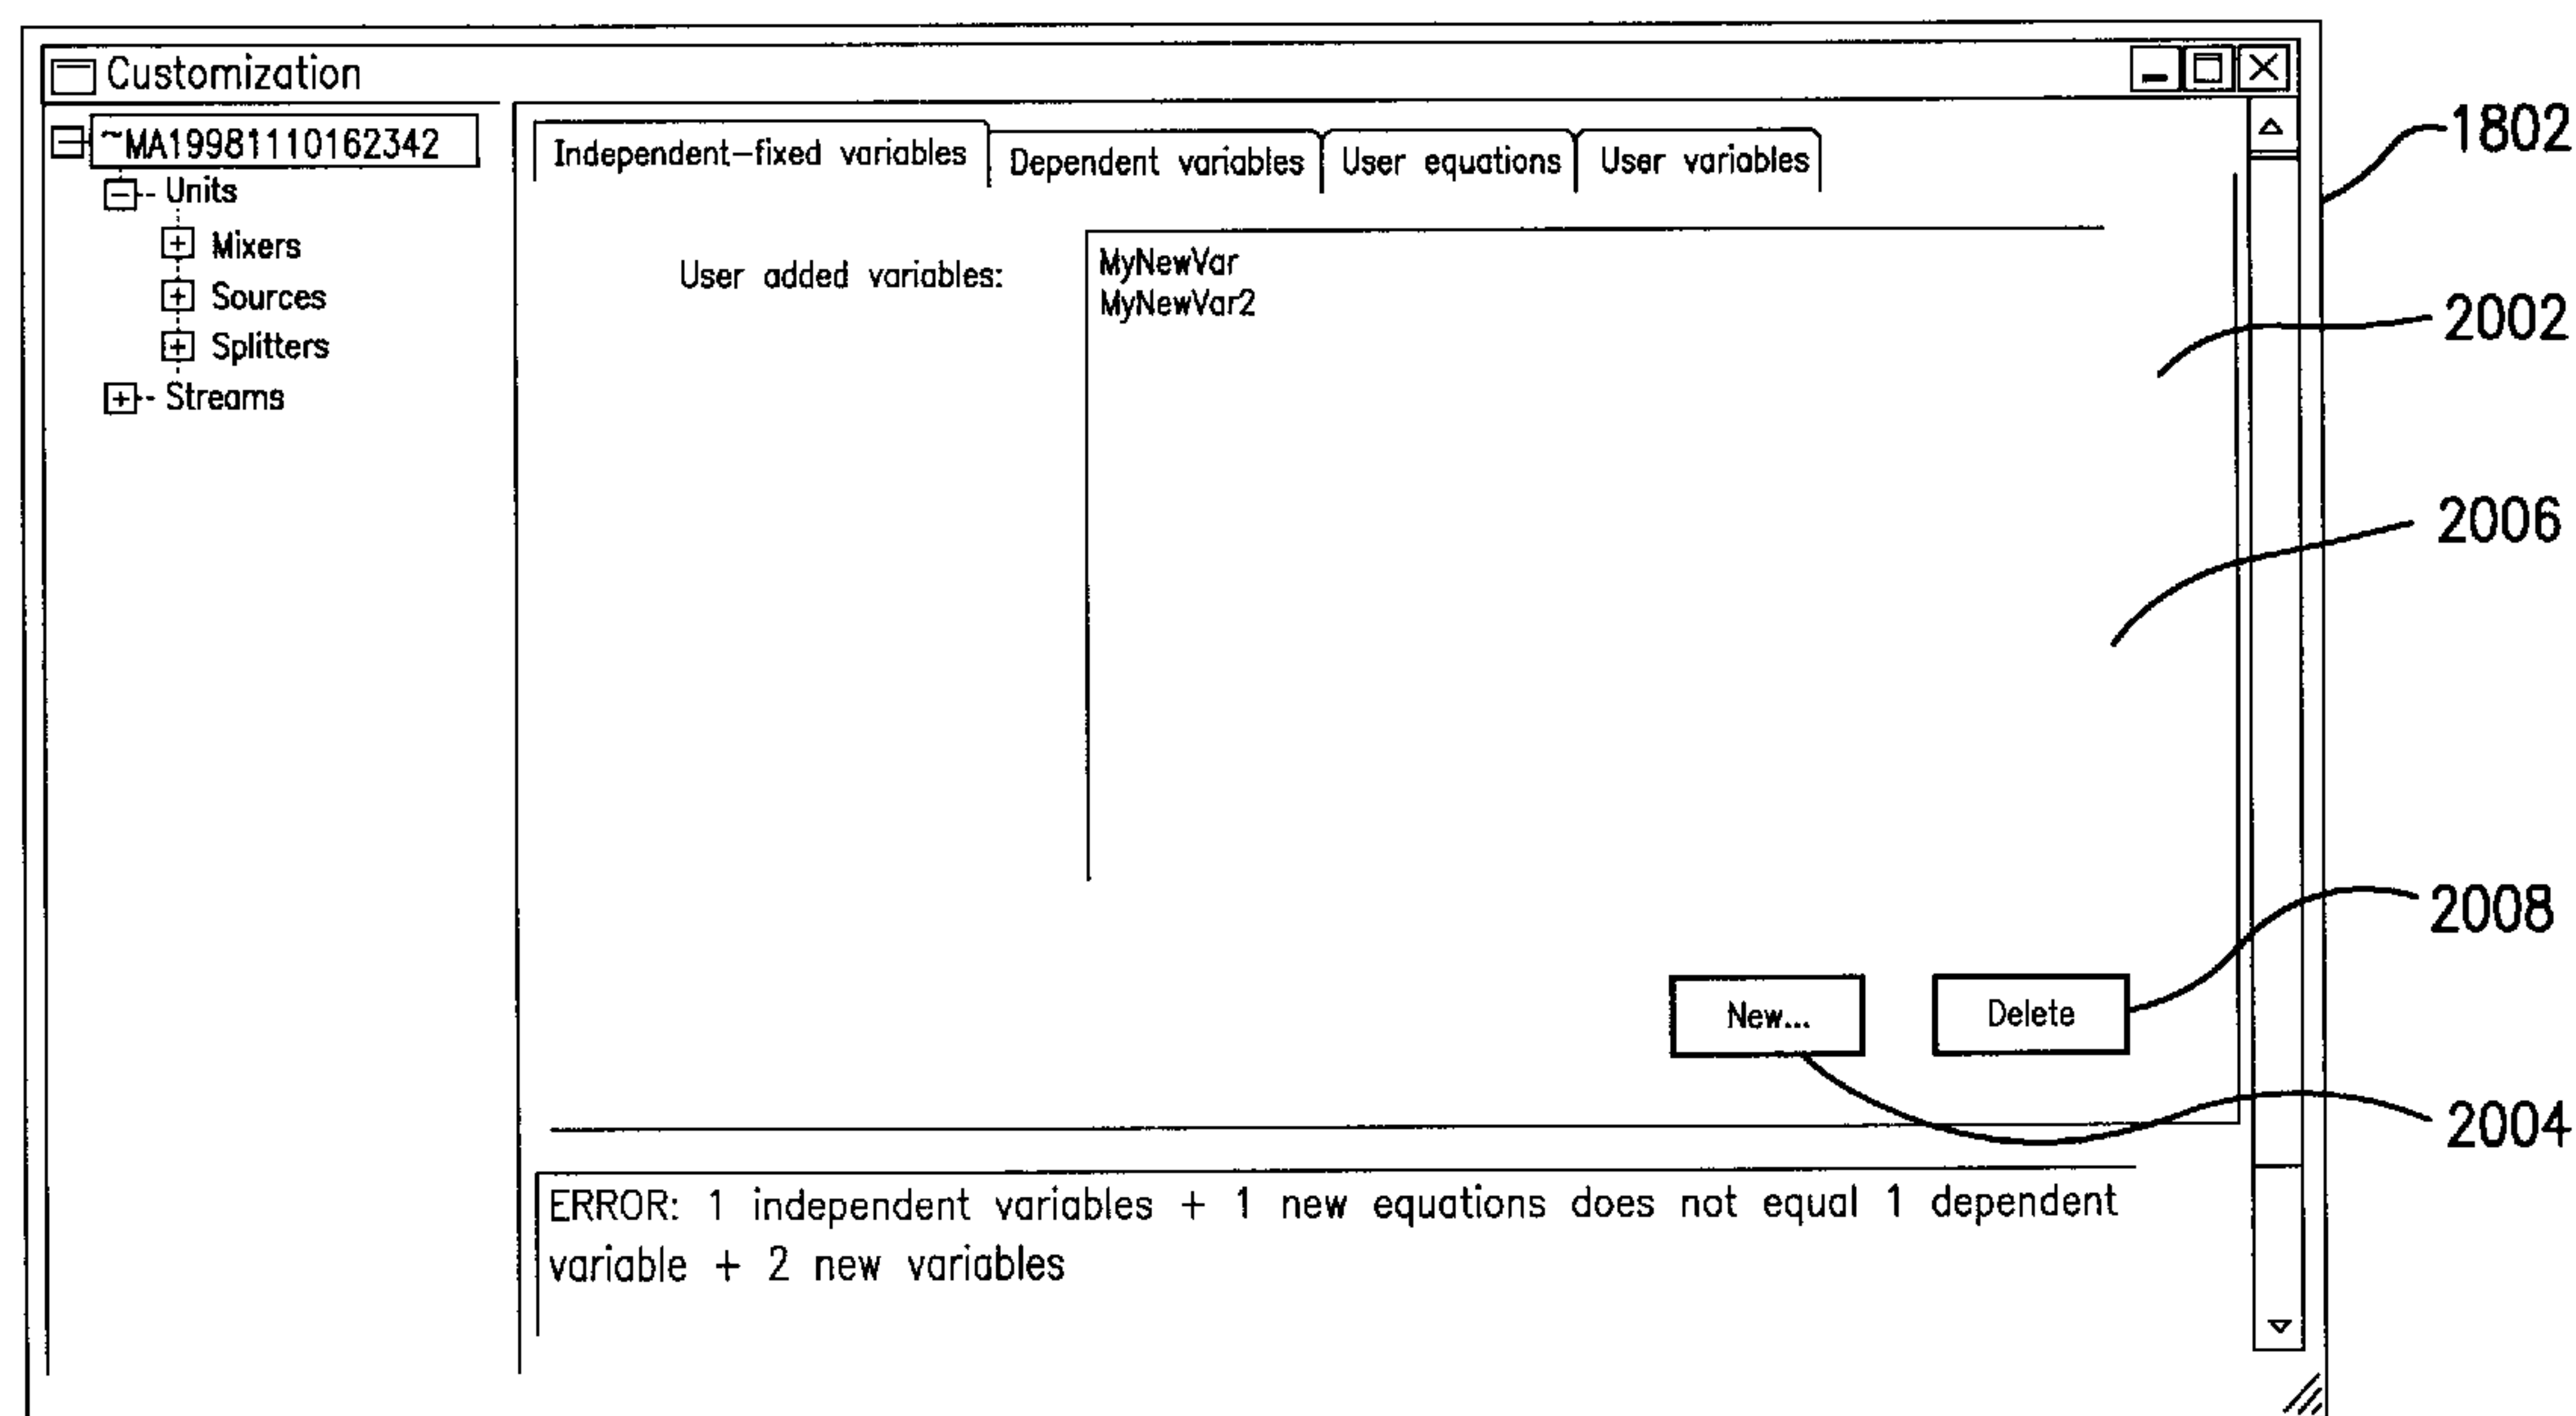 Customization
~MA19981110162342
Units
Mixers
Sources
Splitters
Streams
Independent-fixed variables
Dependent variables
User equations
User variables
User added variables:
MyNewVar
MyNewVar2
New...
Delete
ERROR: 1 independent variables + 1 new equations does not equal 1 dependent
variable + 2 new variables
1802
2002
2006
2008
2004